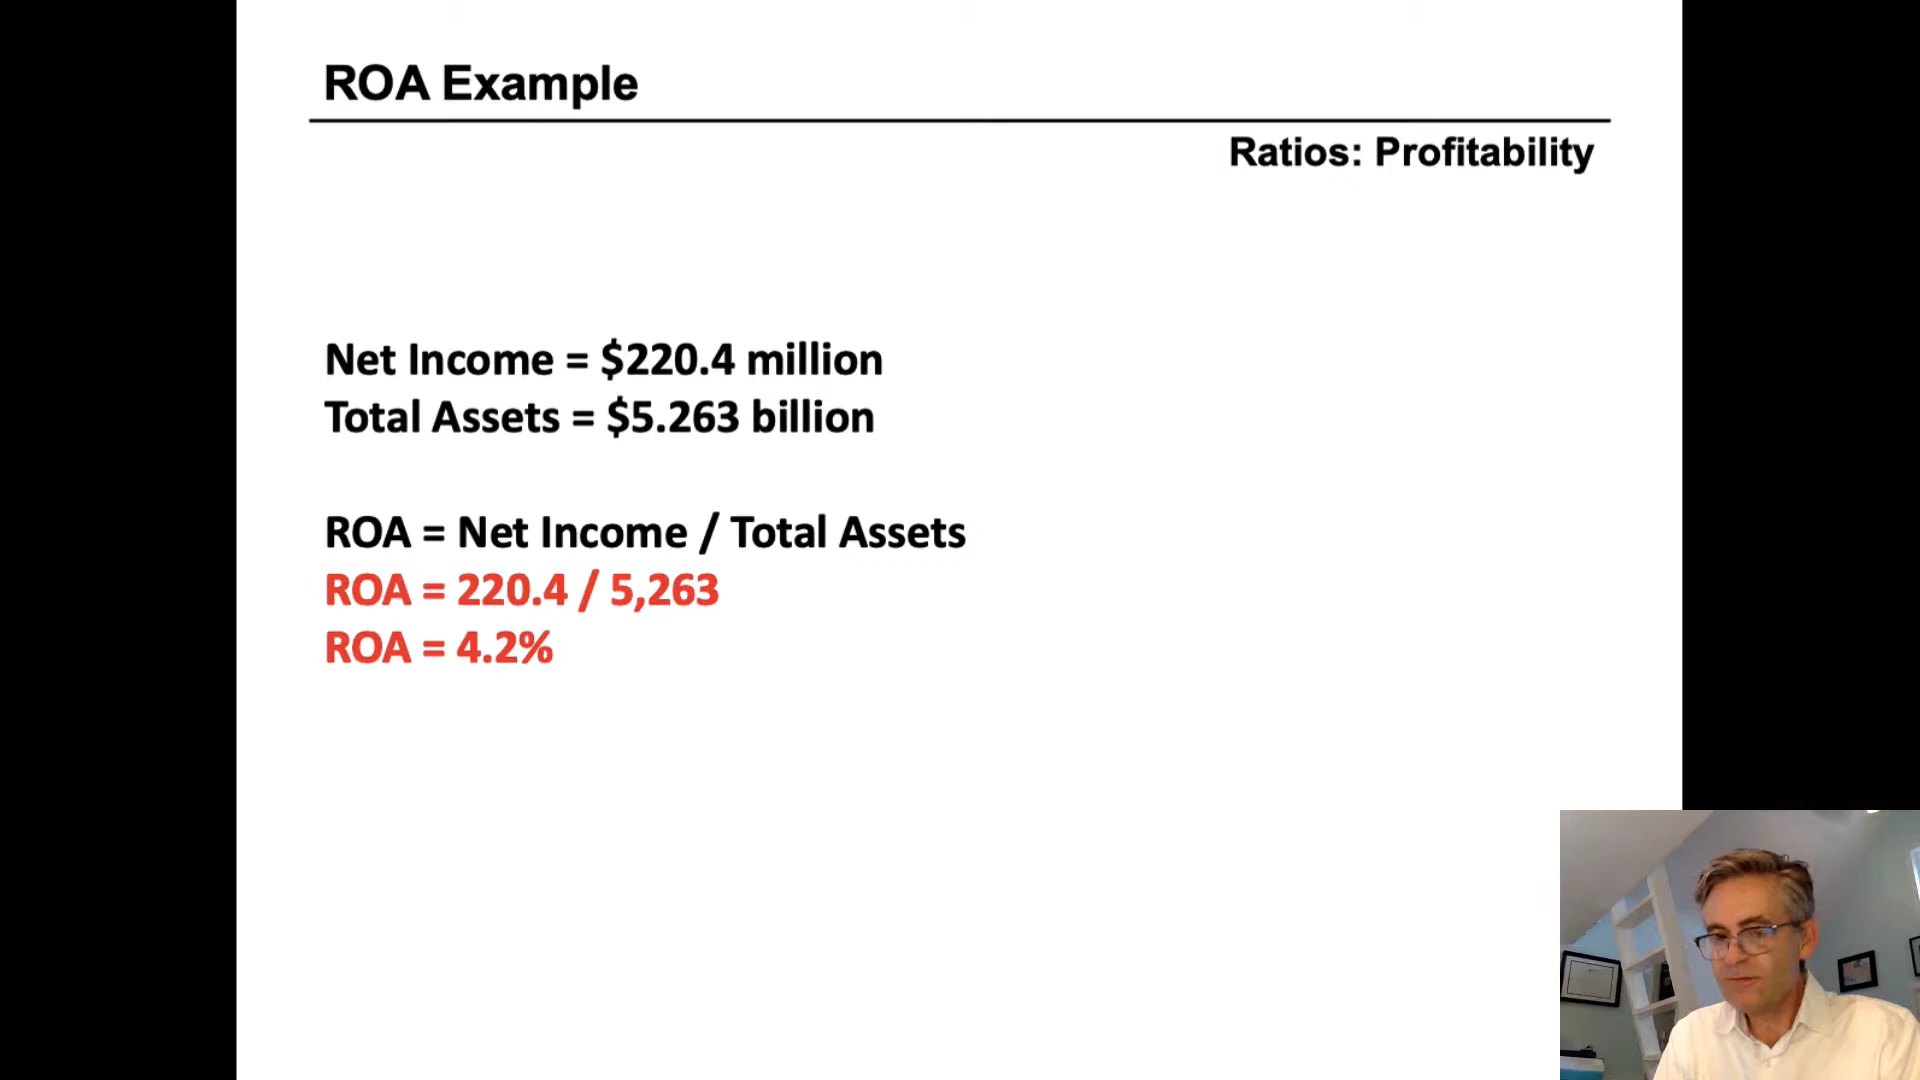 ROA Example
Ratios: Profitability
Net Income = $220.4 million
Total Assets = $5.263 billion
ROA = Net Income / Total Assets
ROA = 220.4 / 5,263
ROA = 4.2%